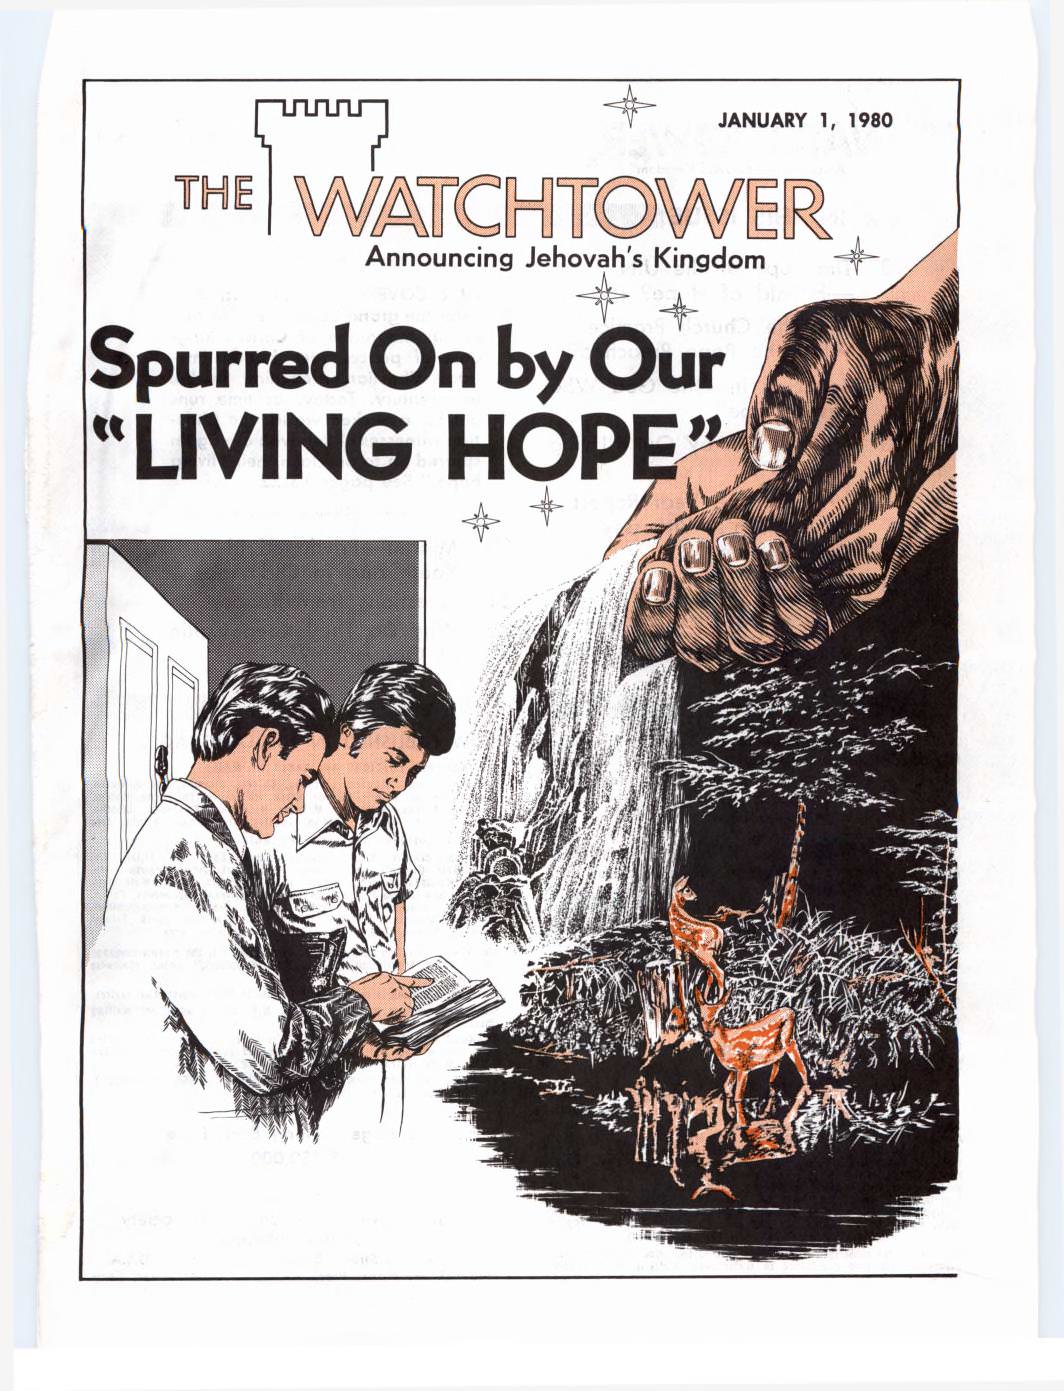 JANUARY 1, 1980
THE WATCHTOWER
Announcing Jehovah's Kingdom
Spurred On by Our
"LIVING HOPE"